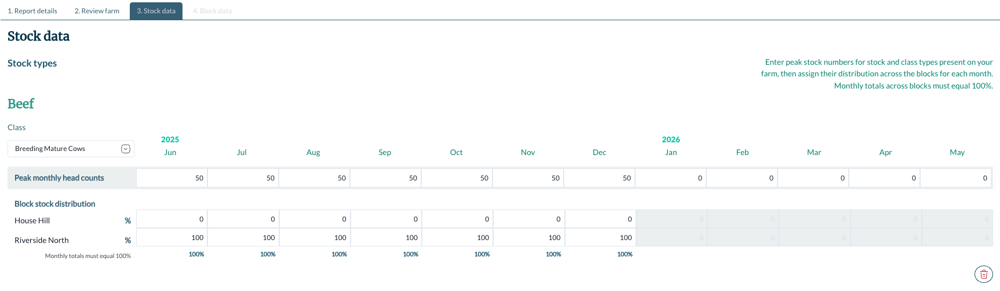 1. Report details 2. Review farm 3. Stock data 4. Block data
Stock data
Stock types
Enter peak stock numbers for stock and class types present on your
farm, then assign their distribution across the blocks for each month.
Monthly totals across blocks must equal 100%.
Beef
Class
2025 2026
Breeding Mature Cows
Jun Jul Aug Sep Oct Nov Dec Jan Feb Mar Apr May
Peak monthly head counts 50 50 50 50 50 50 50 0 0 0 0 0
Block stock distribution
House Hill % 0 0 0 0 0 0 0 0 0 0 0 0
Riverside North % 100 100 100 100 100 100 100 0 0 0 0 0
Monthly totals must equal 100% 100% 100% 100% 100% 100% 100% 100%